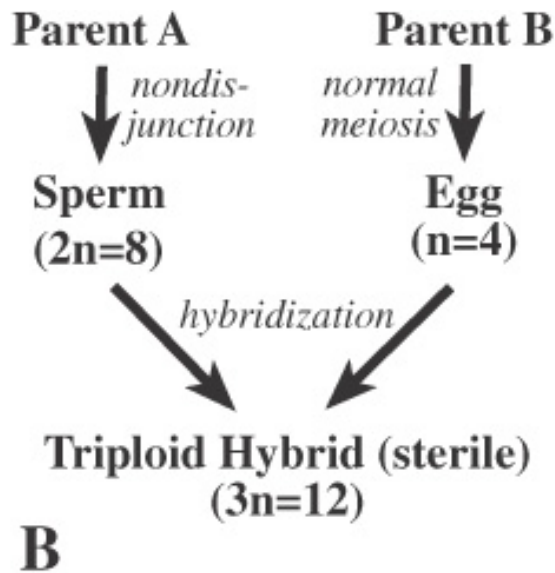 Parent A
Parent B
nondis-
junction
normal
meiosis
Sperm
(2n=8)
Egg
(n=4)
hybridization
Triploid Hybrid (sterile)
(3n=12)
B